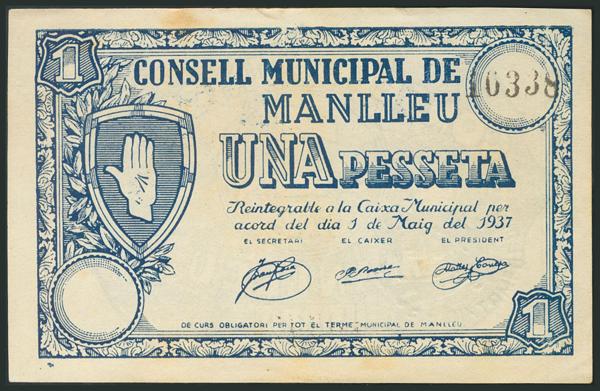 1
CONSELL MUNICIPAL DE
MANLLEU
10338
UNA PESSETA
Reintegrable a la Caixa Municipal per
acord del dia 1 de Maig del 1937
EL SECRETARI EL CAIXER EL PRESIDENT
DE CURS OBLIGATORI PER TOT EL TERME MUNICIPAL DE MANLLEU
1